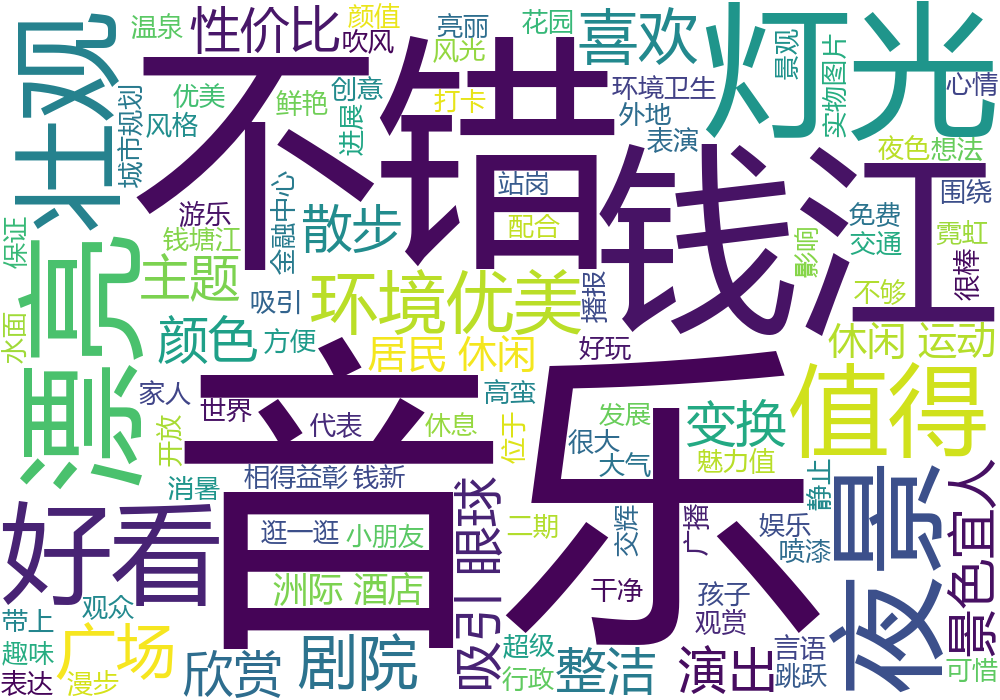 壮观
温泉
性价比
颜值
吹风
亮丽
风光
花园
喜欢
灯光
景观
实物图片
心情
不错
优美
风格
城市规划
鲜艳
创意
进展
打卡
环境卫生
外地
表演
夜色
想法
钱江
站岗
围绕
游乐
钱塘江
金融中心
散步
配合
免费
交通
影响
霓虹
很棒
保证
漂亮
主题
吸引
环境优美
播报
不够
水面
颜色
方便
居民 休闲
好玩
休闲 运动
音乐
家人
世界
代表
休息
高蛮
位于
发展
很大
大气
变换
值得
魅力值
开放
消暑
相得益彰
钱新
静止
夜景
景色宜人
好看
逛一逛
小朋友
吸引 眼球
二期
交辉
广播
娱乐
喷漆
洲际 酒店
干净
孩子
观赏
带上
观众
趣味
广场
表达
漫步
欣赏
剧院
超级
行政
整洁
演出
言语
跳跃
可惜